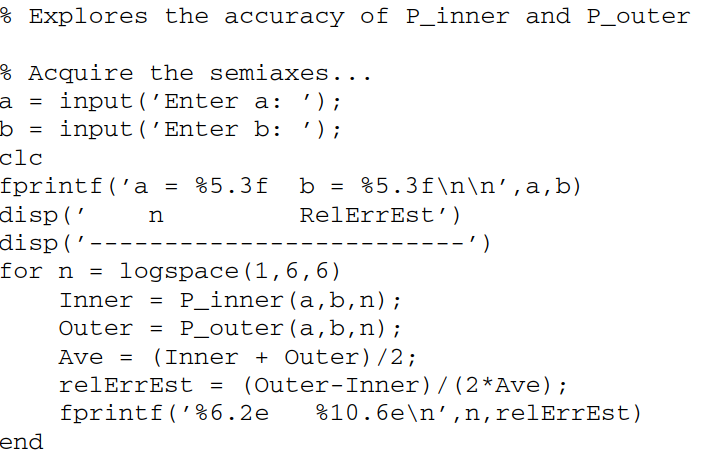 % Explores the accuracy of P_inner and P_outer

% Acquire the semiaxes...
a = input('Enter a: ');
b = input('Enter b: ');
clc
fprintf('a = %5.3f  b = %5.3f\n\n',a,b)
disp('    n         RelErrEst')
disp('-------------------------')
for n = logspace(1,6,6)
    Inner = P_inner(a,b,n);
    Outer = P_outer(a,b,n);
    Ave = (Inner + Outer)/2;
    relErrEst = (Outer-Inner)/(2*Ave);
    fprintf('%6.2e   %10.6e\n',n,relErrEst)
end